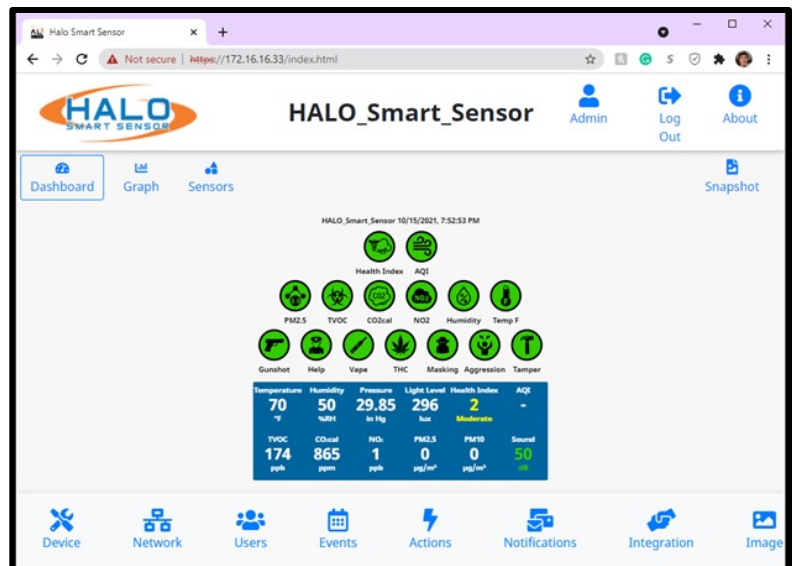 Halo Smart Sensor
Not secure | https://172.16.16.33/index.html
HALO
SMART SENSOR
HALO_Smart_Sensor
Admin
Log Out
About
Dashboard Graph Sensors
Snapshot
HALO_Smart_Sensor 10/15/2021, 7:52:53 PM
Health Index AQI
CO2 NO2
PM2.5 TVOC CO2cal NO2 Humidity Temp F
Gunshot Help Vape THC Masking Aggression Tamper
Temperature Humidity Pressure Light Level Health Index AQI
70 50 29.85 296 2 -
°F %RH in Hg lux Moderate
TVOC CO₂cal NO₂ PM2.5 PM10 Sound
174 865 1 0 0 50
ppb ppm ppb µg/m³ µg/m³ dB
Device Network Users Events Actions Notifications Integration Image